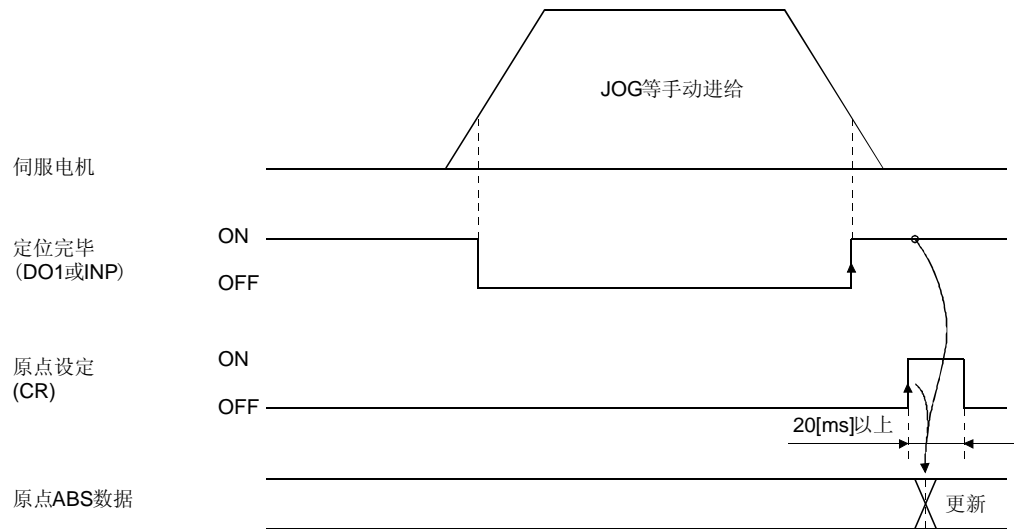 JOG等手动进给
伺服电机
定位完毕
(DO1或INP)
ON
OFF
原点设定
(CR)
ON
OFF
20[ms]以上
原点ABS数据
更新